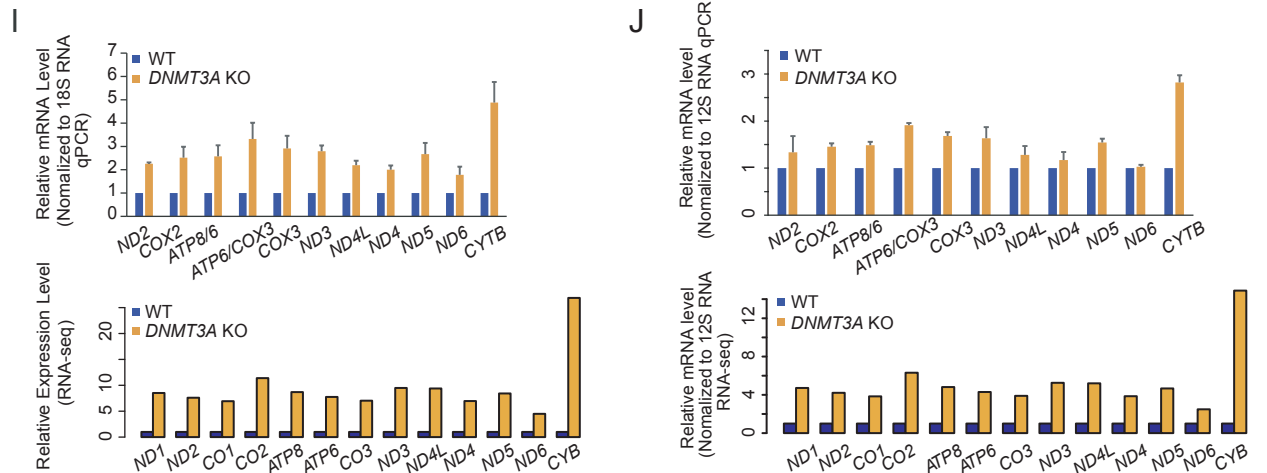 I
Relative mRNA Level
(Nomalized to 18S RNA
qPCR)
7
6
5
4
3
2
1
0
WT
DNMT3A KO
ND2
COX2
ATP8/6
ATP6/COX3
COX3
ND3
ND4L
ND4
ND5
ND6
CYTB
J
Relative mRNA level
(Nomalized to 12S RNA qPCR
3
2
1
0
WT
DNMT3A KO
ND2
COX2
ATP8/6
ATP6/COX3
COX3
ND3
ND4L
ND4
ND5
ND6
CYTB
Relative Expression Level
(RNA-seq)
20
10
5
0
WT
DNMT3A KO
ND1
ND2
CO1
CO2
ATP8
ATP6
CO3
ND3
ND4L
ND4
ND5
ND6
CYB
Relative mRNA level
(Nomalized to 12S RNA
RNA-seq)
12
8
4
0
WT
DNMT3A KO
ND1
ND2
CO1
CO2
ATP8
ATP6
CO3
ND3
ND4L
ND4
ND5
ND6
CYB